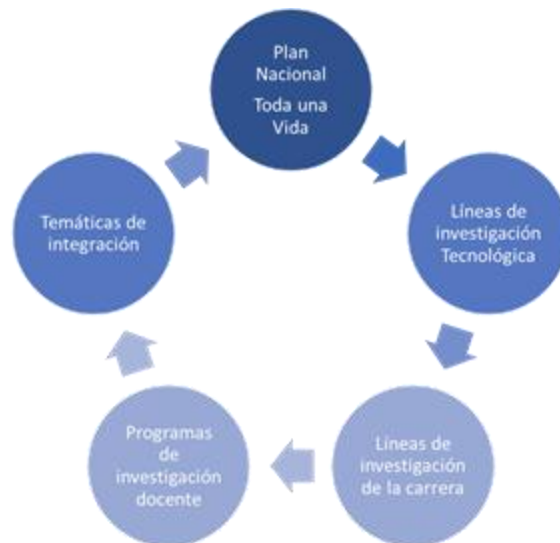 Plan
Nacional
Toda una
Vida
Líneas de
investigación
Tecnológica
Líneas de
investigación
de la carrera
Programas
de
investigación
docente
Temáticas de
integración